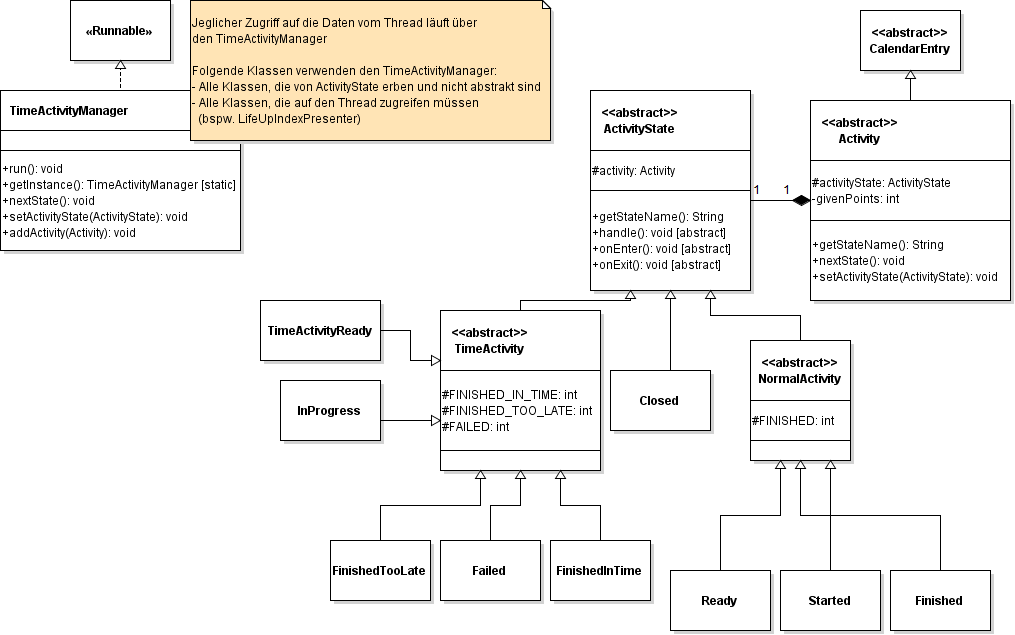 «Runnable»
TimeActivityManager
+run(): void
+getInstance(): TimeActivityManager [static]
+nextState(): void
+setActivityState(ActivityState): void
+addActivity(Activity): void
Jeglicher Zugriff auf die Daten vom Thread läuft über
den TimeActivityManager
Folgende Klassen verwenden den TimeActivityManager:
- Alle Klassen, die von ActivityState erben und nicht abstrakt sind
- Alle Klassen, die auf den Thread zugreifen müssen
(bspw. LifeUpIndexPresenter)
<<abstract>>
ActivityState
#activity: Activity
+getStateName(): String
+handle(): void [abstract]
+onEnter(): void [abstract]
+onExit(): void [abstract]
1
1
<<abstract>>
CalendarEntry
<<abstract>>
Activity
#activityState: ActivityState
-givenPoints: int
+getStateName(): String
+nextState(): void
+setActivityState(ActivityState): void
TimeActivityReady
InProgress
<<abstract>>
TimeActivity
#FINISHED_IN_TIME: int
#FINISHED_TOO_LATE: int
#FAILED: int
Closed
<<abstract>>
NormalActivity
#FINISHED: int
FinishedTooLate
Failed
FinishedInTime
Ready
Started
Finished